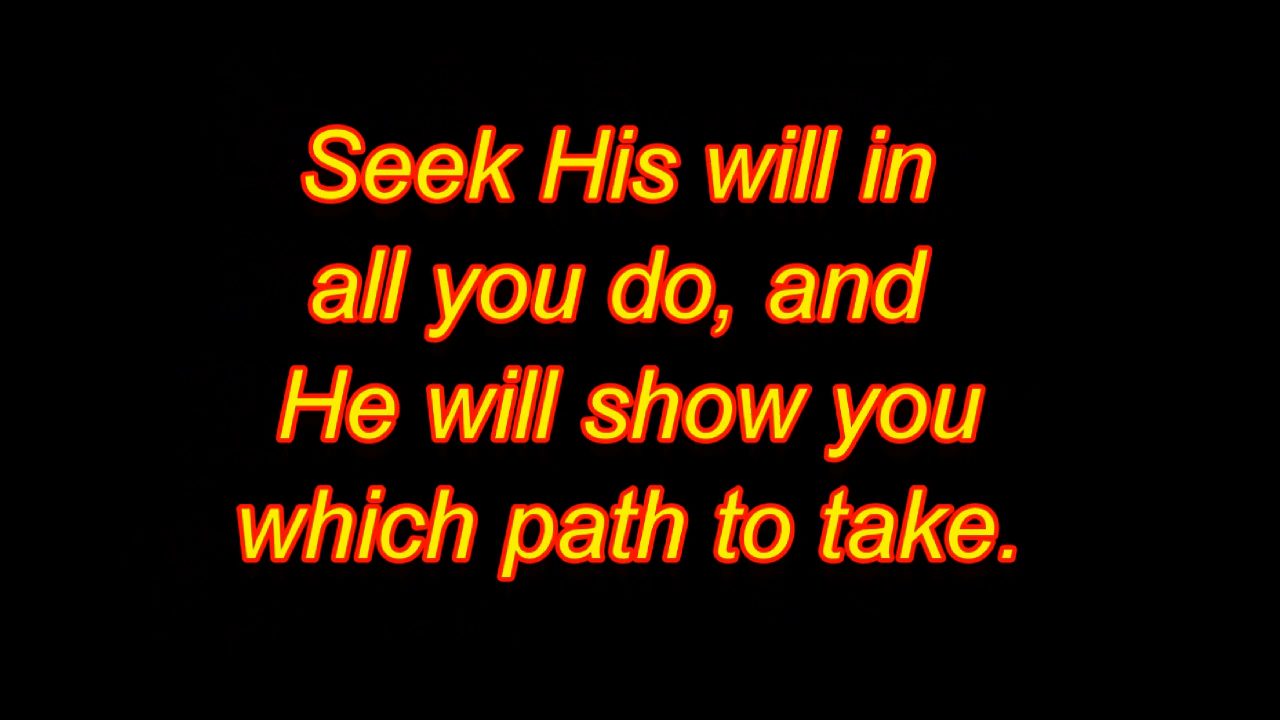 Seek His will in
all you do, and
He will show you
which path to take.